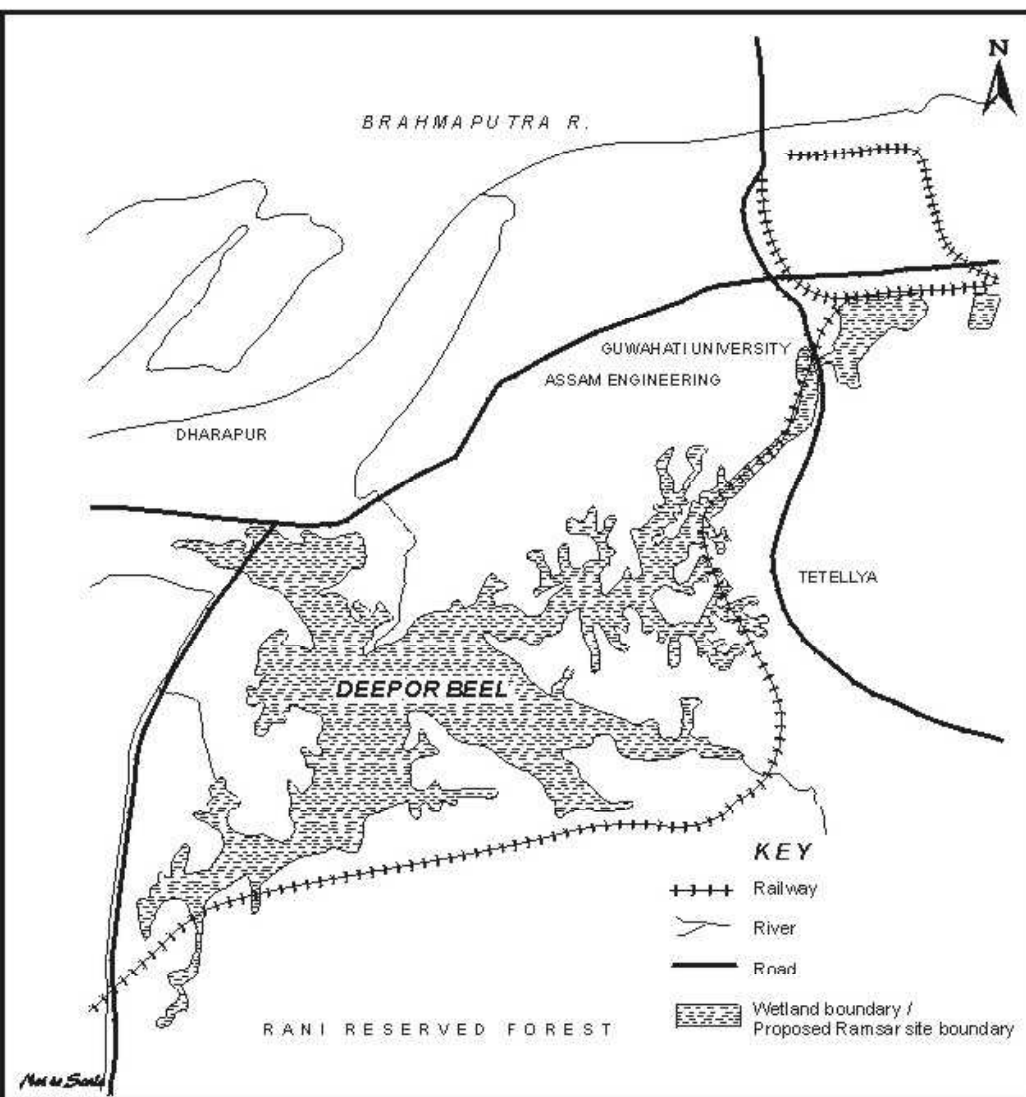 N
BRAHMAPUTRA R.
GUWAHATI UNIVERSITY
ASSAM ENGINEERING
DHARAPUR
TETELLYA
DEEPOR BEEL
KEY
Railway
River
Road
Wetland boundary /
Proposed Ramsar site boundary
RANI RESERVED FOREST
Not to Scale